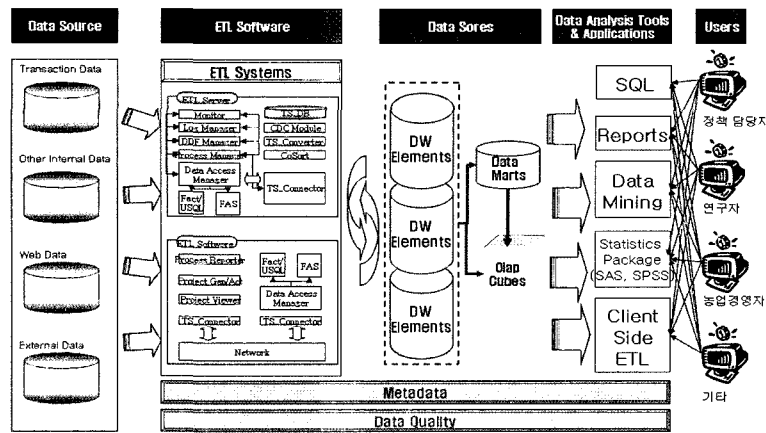 Data Source
ETL Software
Data Sores
Data Analysis Tools
& Applications
Users
Transaction Data
Other Internal Data
Web Data
External Data
ETL Systems
ETL Server
Monitor
Log Manager
DDF Manager
Process Manager
Data Access
Manager
Fact/
USQL
FAS
TS_DB
CDC Module
TS_Converter
CoSort
TS_Connector
ETL Software
Process Reporter
Project Gen/Act
Project Viewer
TS_Connector
Fact/
USQL
FAS
Data Access
Manager
TS_Connector
Network
DW
Elements
DW
Elements
DW
Elements
Data
Marts
Olap
Cubes
SQL
Reports
Data
Mining
Statistics
Package
(SAS, SPSS)
Client
Side
ETL
정책 담당자
연구자
농업경영자
기타
Metadata
Data Quality